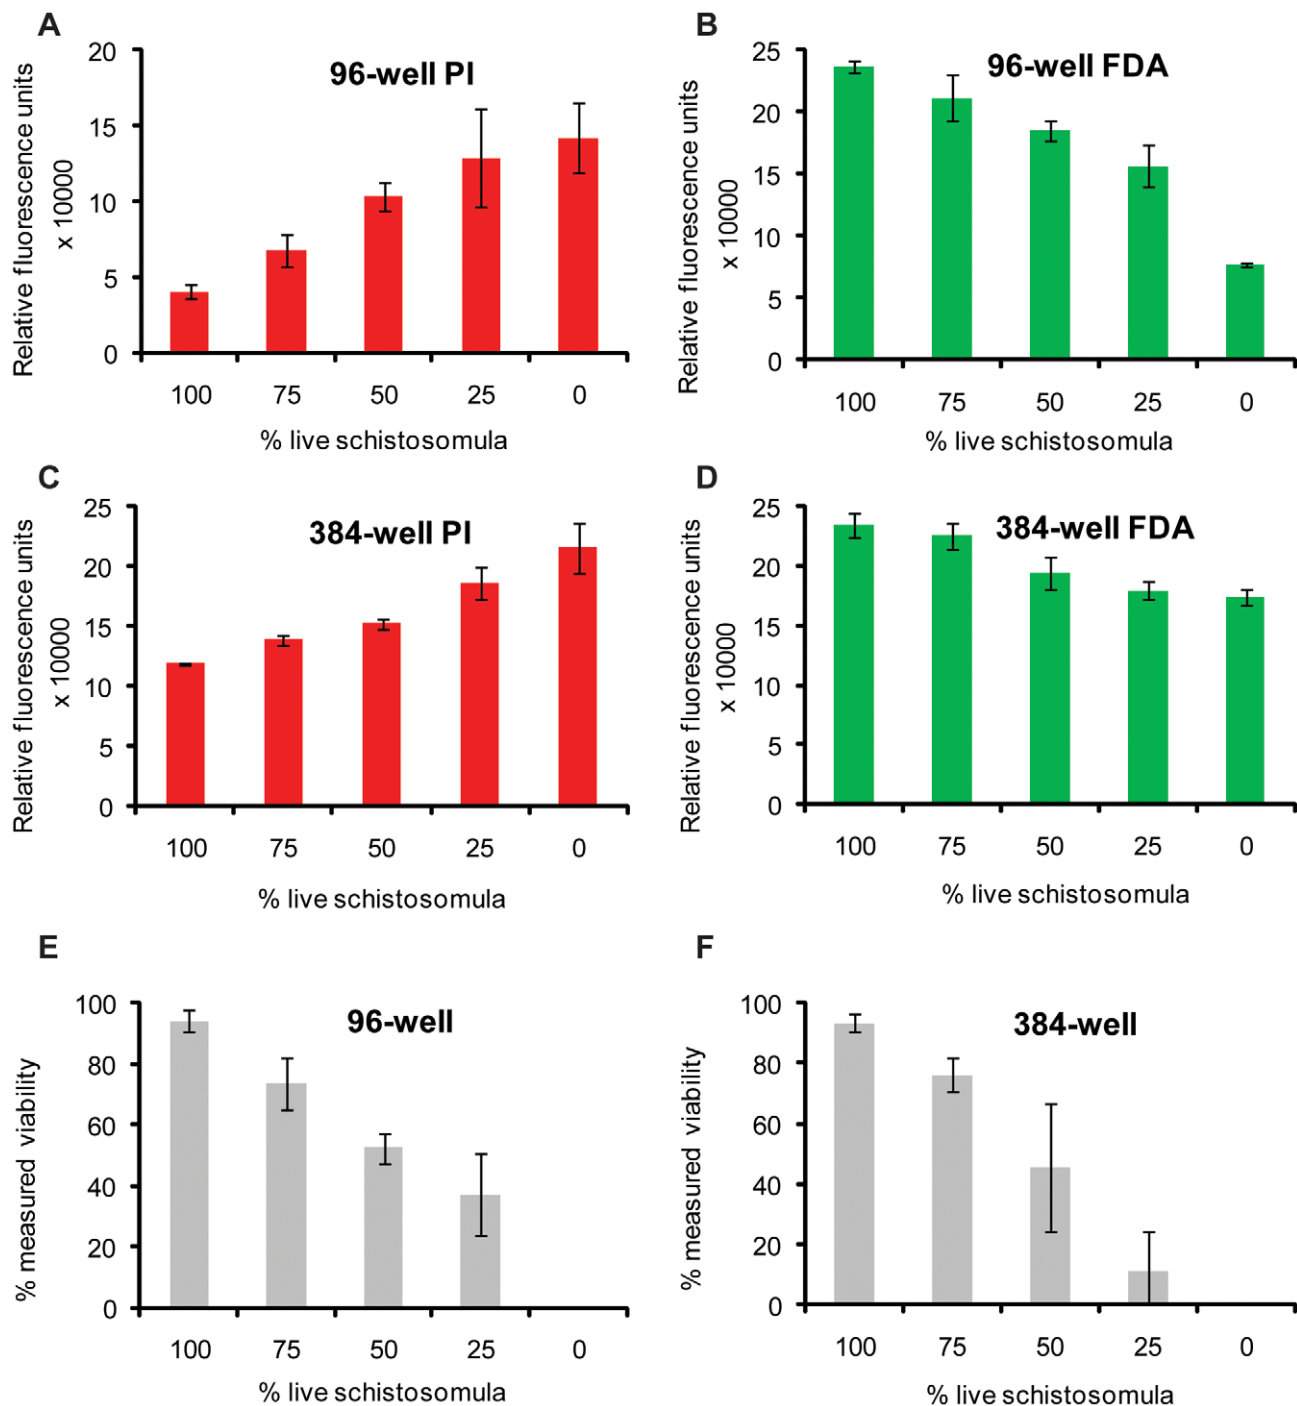 A
96-well PI
Relative fluorescence units
x 10000
20
15
10
5
0
100 75 50 25 0
% live schistosomula
B
96-well FDA
Relative fluorescence units
x 10000
25
20
15
10
5
0
100 75 50 25 0
% live schistosomula
C
384-well PI
Relative fluorescence units
x 10000
25
20
15
10
5
0
100 75 50 25 0
% live schistosomula
D
384-well FDA
Relative fluorescence units
x 10000
25
20
15
10
5
0
100 75 50 25 0
% live schistosomula
E
96-well
% measured viability
100
80
60
40
20
0
100 75 50 25 0
% live schistosomula
F
384-well
% measured viability
100
80
60
40
20
0
100 75 50 25 0
% live schistosomula